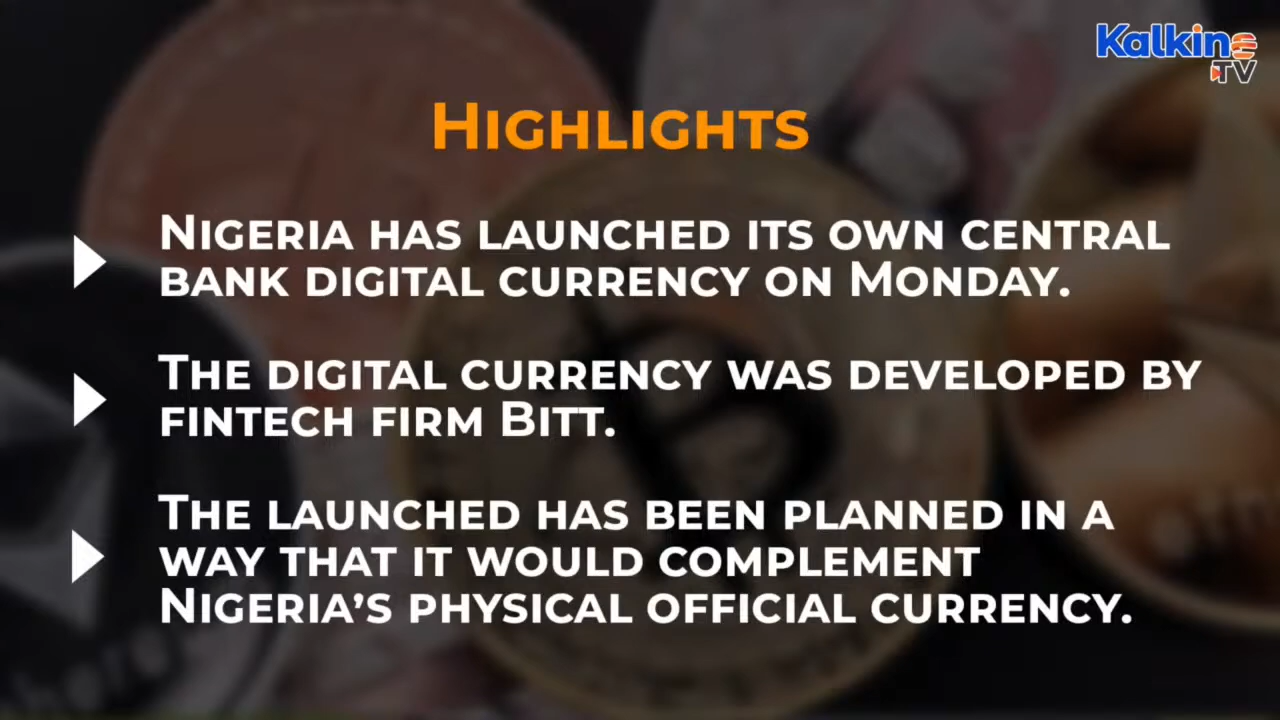 Kalkine
TV
Highlights
Nigeria has launched its own central
bank digital currency on Monday.
The digital currency was developed by
fintech firm Bitt.
The launched has been planned in a
way that it would complement
Nigeria's physical official currency.